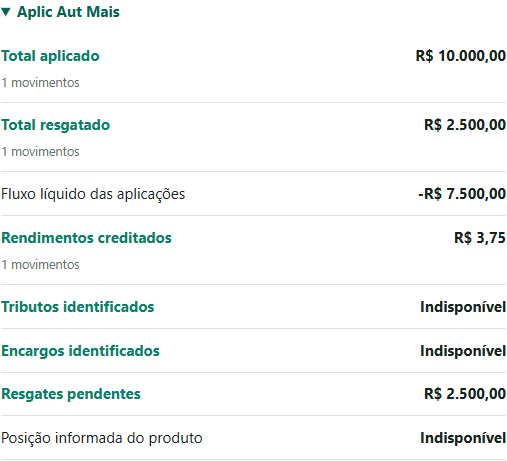 ▼ Aplic Aut Mais
Total aplicado R$ 10.000,00
1 movimentos
Total resgatado R$ 2.500,00
1 movimentos
Fluxo líquido das aplicações -R$ 7.500,00
Rendimentos creditados R$ 3,75
1 movimentos
Tributos identificados Indisponível
Encargos identificados Indisponível
Resgates pendentes R$ 2.500,00
Posição informada do produto Indisponível